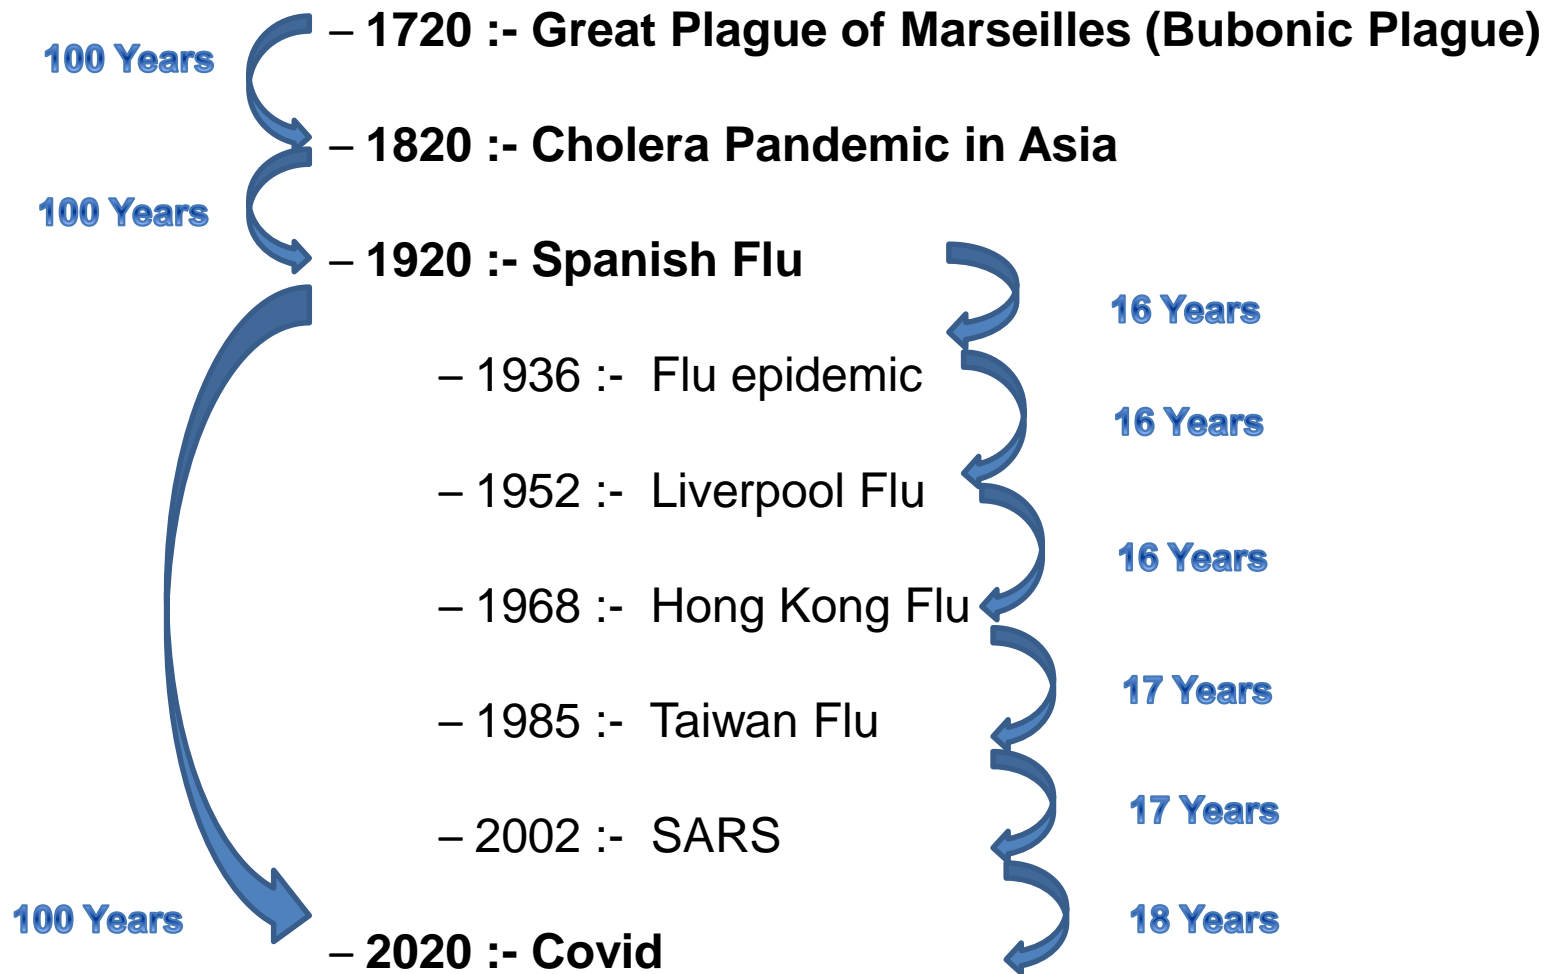 – 1720 :- Great Plague of Marseilles (Bubonic Plague)
100 Years
– 1820 :- Cholera Pandemic in Asia
100 Years
– 1920 :- Spanish Flu
16 Years
– 1936 :- Flu epidemic
16 Years
– 1952 :- Liverpool Flu
16 Years
– 1968 :- Hong Kong Flu
17 Years
– 1985 :- Taiwan Flu
17 Years
– 2002 :- SARS
100 Years
18 Years
– 2020 :- Covid